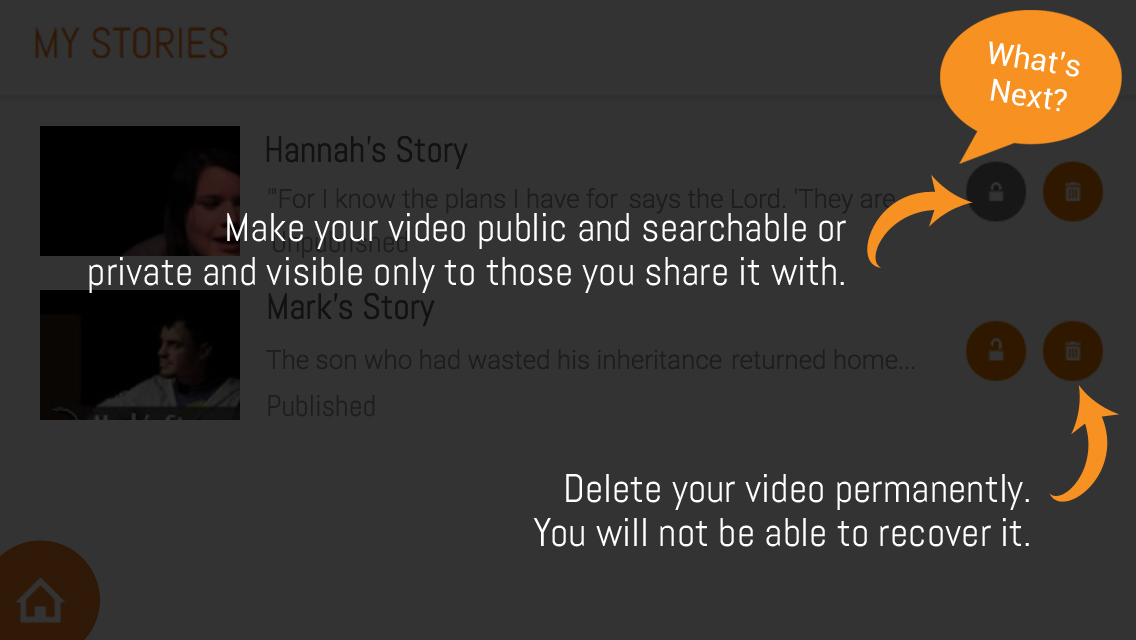 MY STORIES
What's
Next?
Hannah's Story
"'For I know the plans I have for says the Lord. 'They are
Unpublished
Make your video public and searchable or
private and visible only to those you share it with.
Mark's Story
The son who had wasted his inheritance returned home...
Published
Delete your video permanently.
You will not be able to recover it.